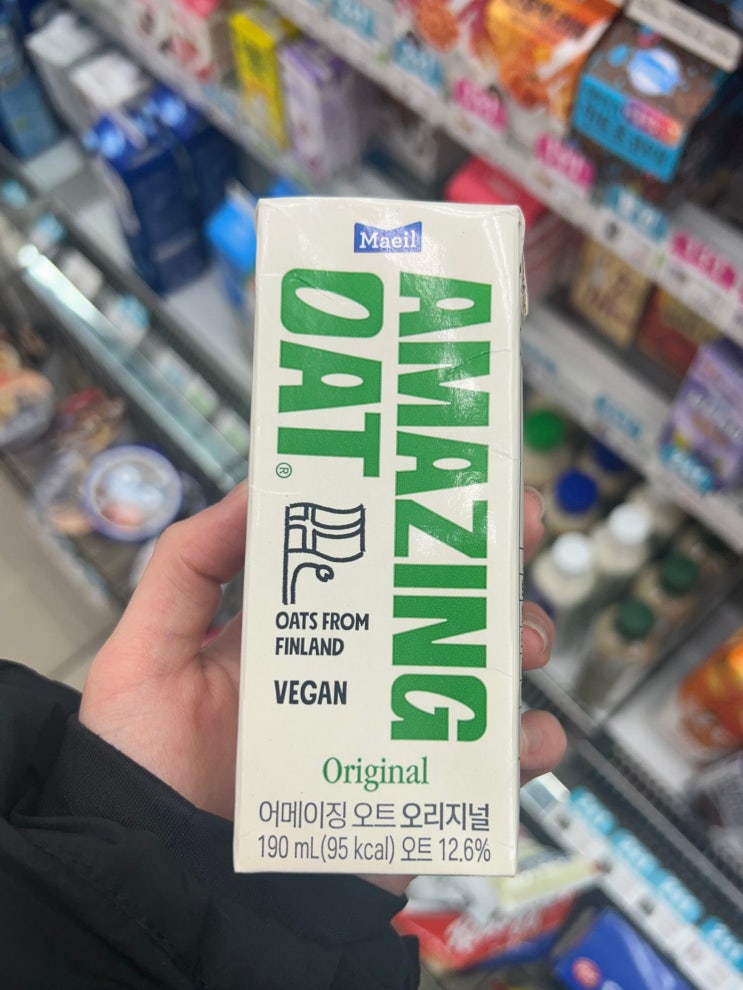 Maeil
AMAZING
OAT®
OATS FROM
FINLAND
VEGAN
Original
어메이징 오트 오리지널
190 mL(95 kcal) 오트 12.6%